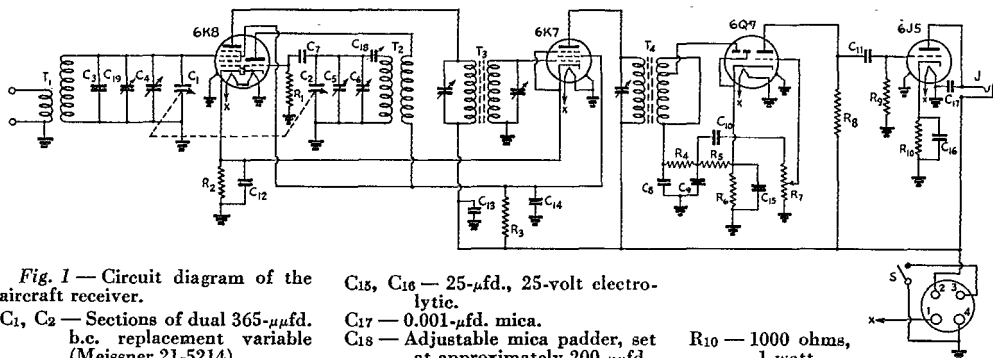 6K8
6K7
6Q7
6J5
T1
C3
C19
C4
C1
C7
R1
C2
C5
C6
C18
T2
T3
T4
C11
J
C17
R9
R8
R10
C16
X
X
X
X
R2
C12
C13
R3
C14
C8
R4
C9
R5
C10
R6
C15
R7
S
2
3
1
4
X
Fig. 1 — Circuit diagram of the
aircraft receiver.
C1, C2 — Sections of dual 365-μμfd.
b.c. replacement variable
(Meissner 21-5214)
C15, C16 — 25-μfd., 25-volt electro-
lytic.
C17 — 0.001-μfd. mica.
C18 — Adjustable mica padder, set
at approximately 200 μμfd.
R10 — 1000 ohms,
1 watt